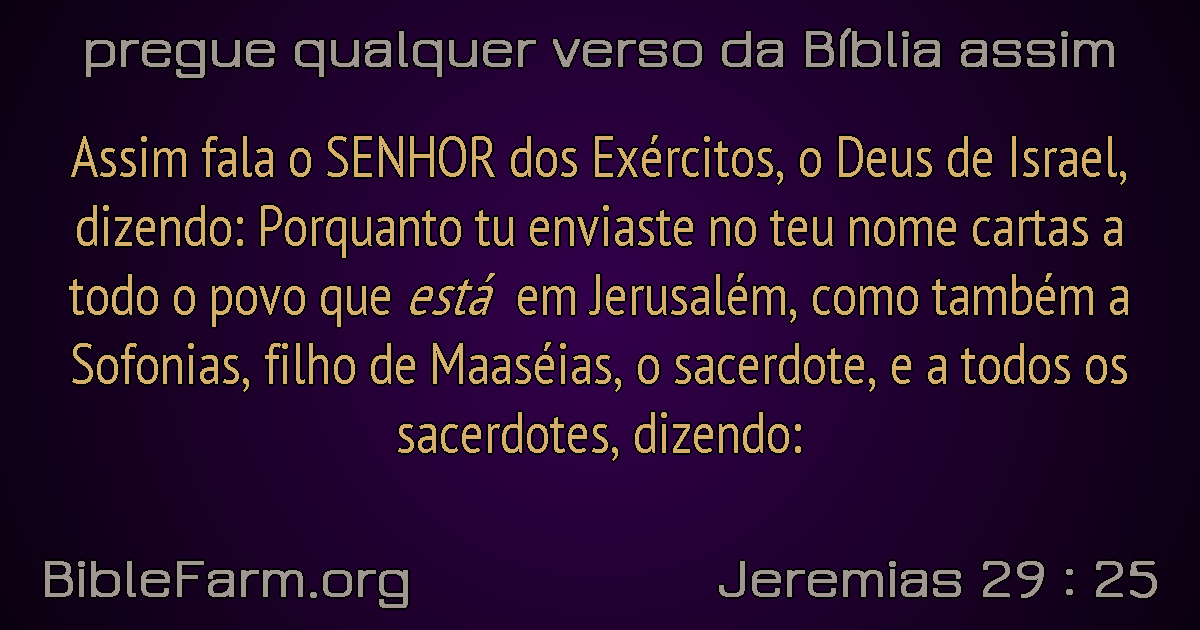 pregue qualquer verso da Bíblia assim
Assim fala o SENHOR dos Exércitos, o Deus de Israel,
dizendo: Porquanto tu enviaste no teu nome cartas a
todo o povo que está em Jerusalém, como também a
Sofonias, filho de Maaséias, o sacerdote, e a todos os
sacerdotes, dizendo:
BibleFarm.org
Jeremias 29 : 25